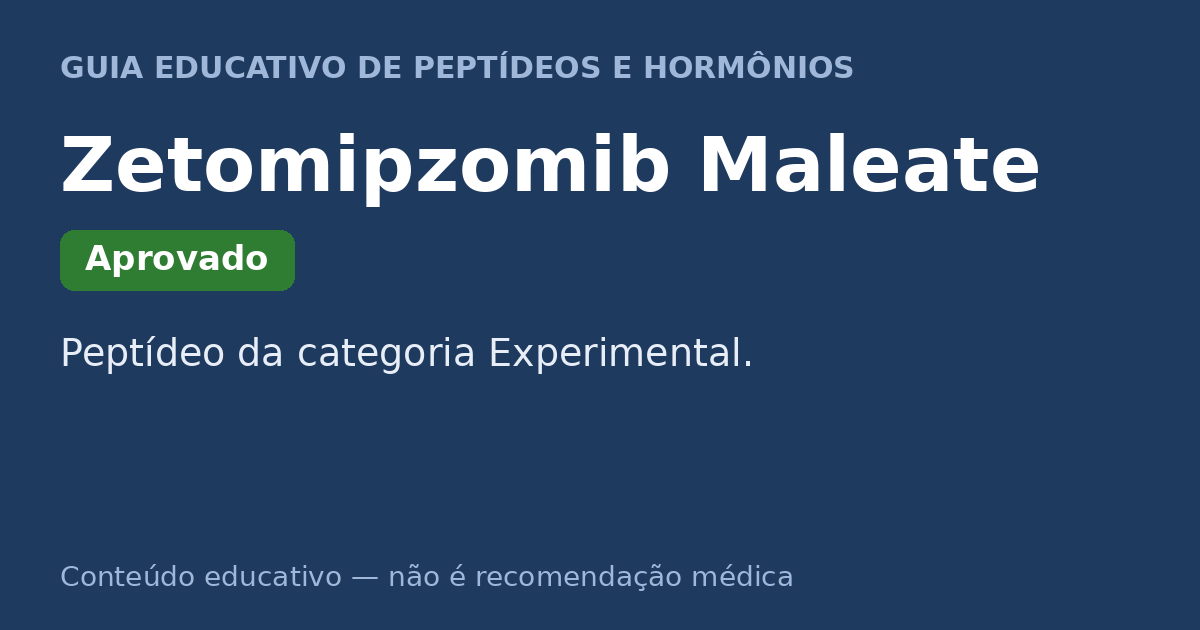 GUIA EDUCATIVO DE PEPTÍDEOS E HORMÔNIOS
Zetomipzomib Maleate
Aprovado
Peptídeo da categoria Experimental.
Conteúdo educativo — não é recomendação médica